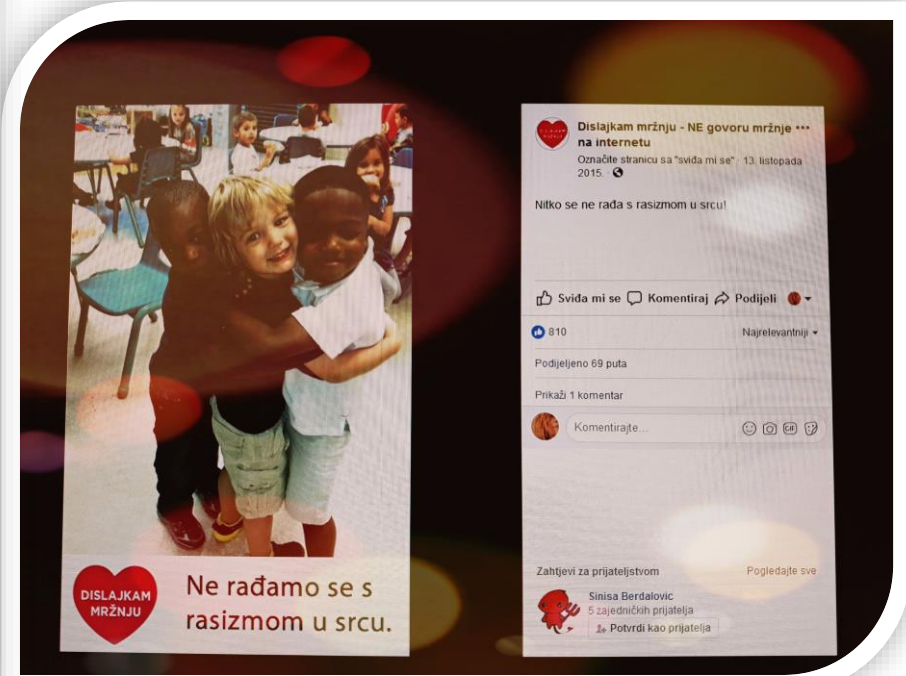 DISLAJKAM
MRŽNJU
Ne rađamo se s
rasizmom u srcu.
Dislajkam mržnju - NE govoru mržnje
na internetu
Označite stranicu sa "sviđa mi se" · 13. listopada
2015. ·
Nitko se ne rađa s rasizmom u srcu!
Sviđa mi se Komentiraj Podijeli
810 Najrelevantniji
Podijeljeno 69 puta
Prikaži 1 komentar
Komentirajte... GIF
Zahtjevi za prijateljstvom Pogledajte sve
Sinisa Berdalovic
5 zajedničkih prijatelja
Potvrdi kao prijatelja